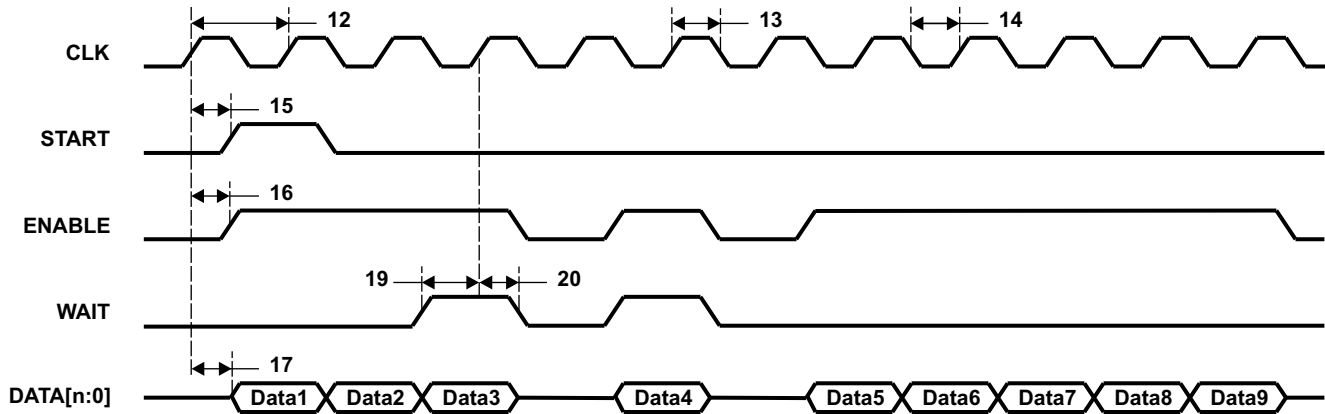 12
13
14
CLK
15
START
16
ENABLE
19
20
WAIT
17
DATA[n:0]
Data1
Data2
Data3
Data4
Data5
Data6
Data7
Data8
Data9